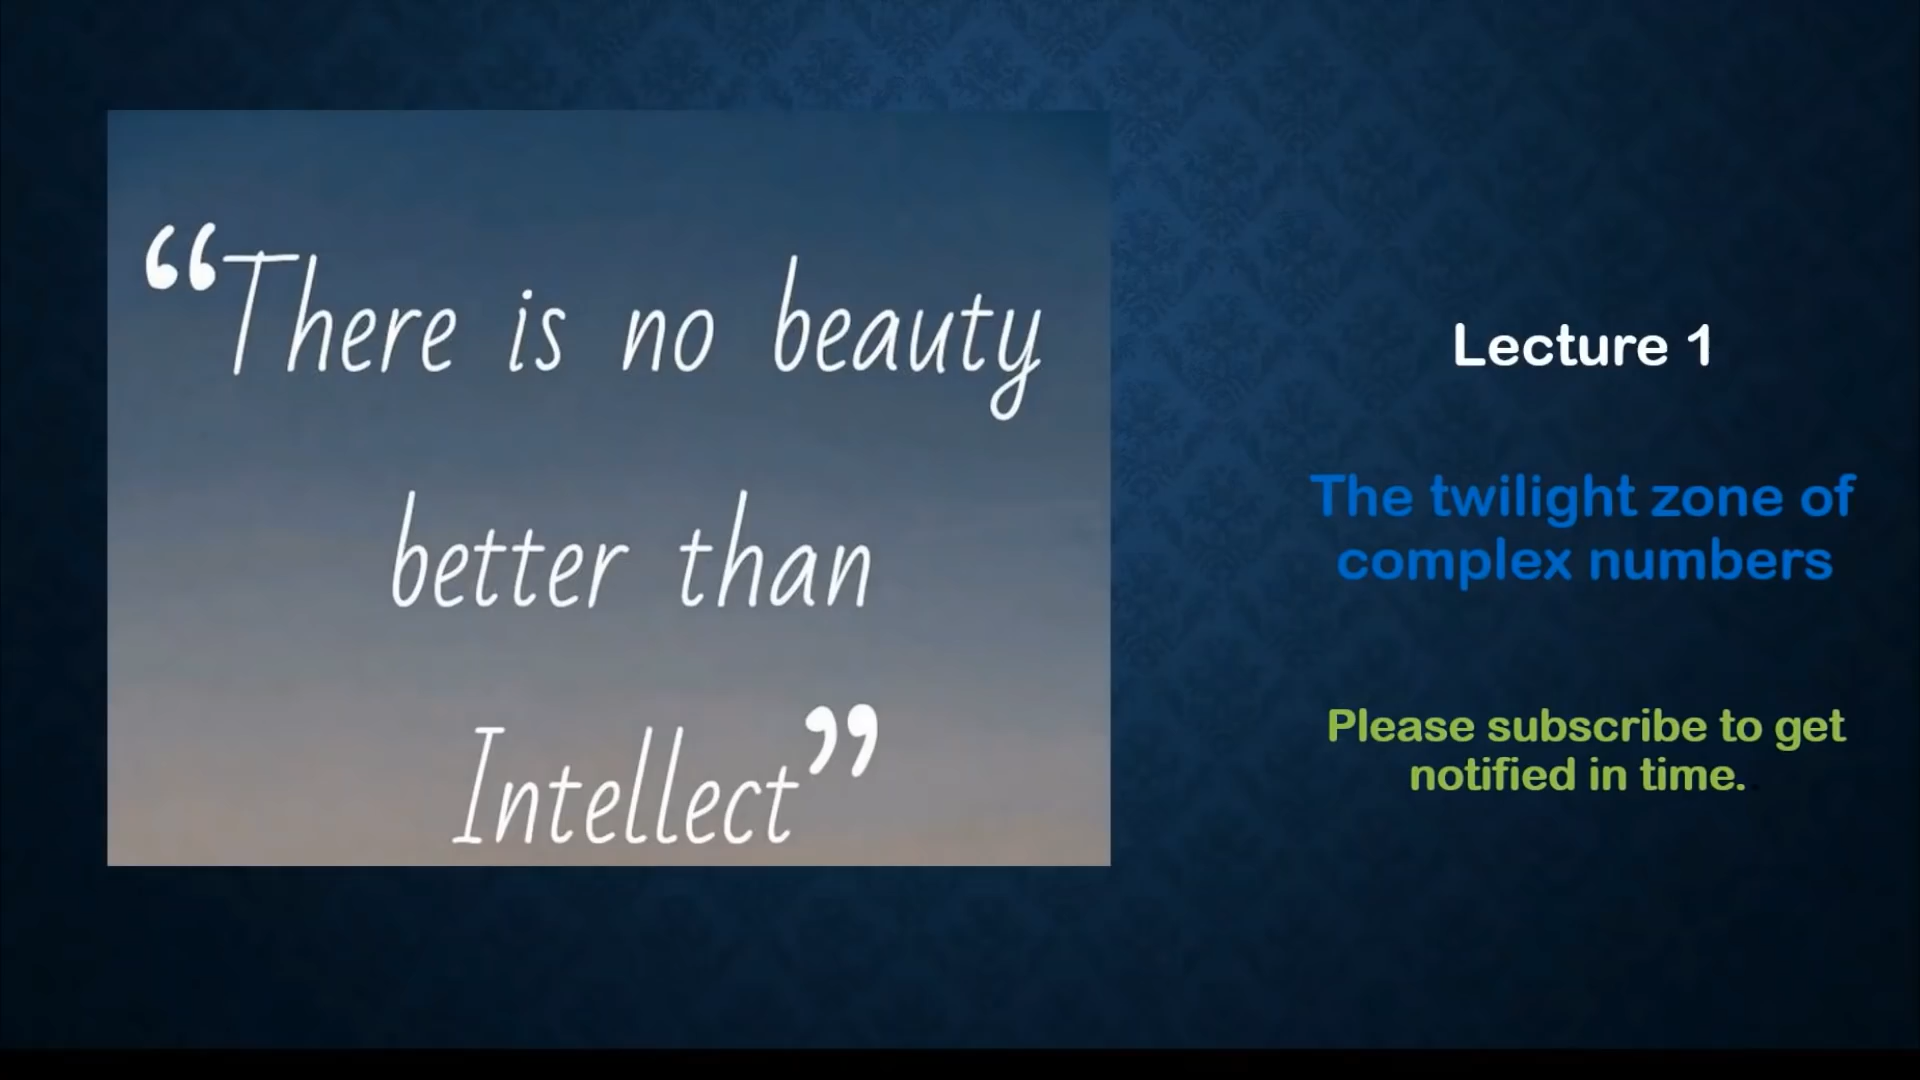 “There is no beauty
better than
Intellect”
Lecture 1
The twilight zone of
complex numbers
Please subscribe to get
notified in time.